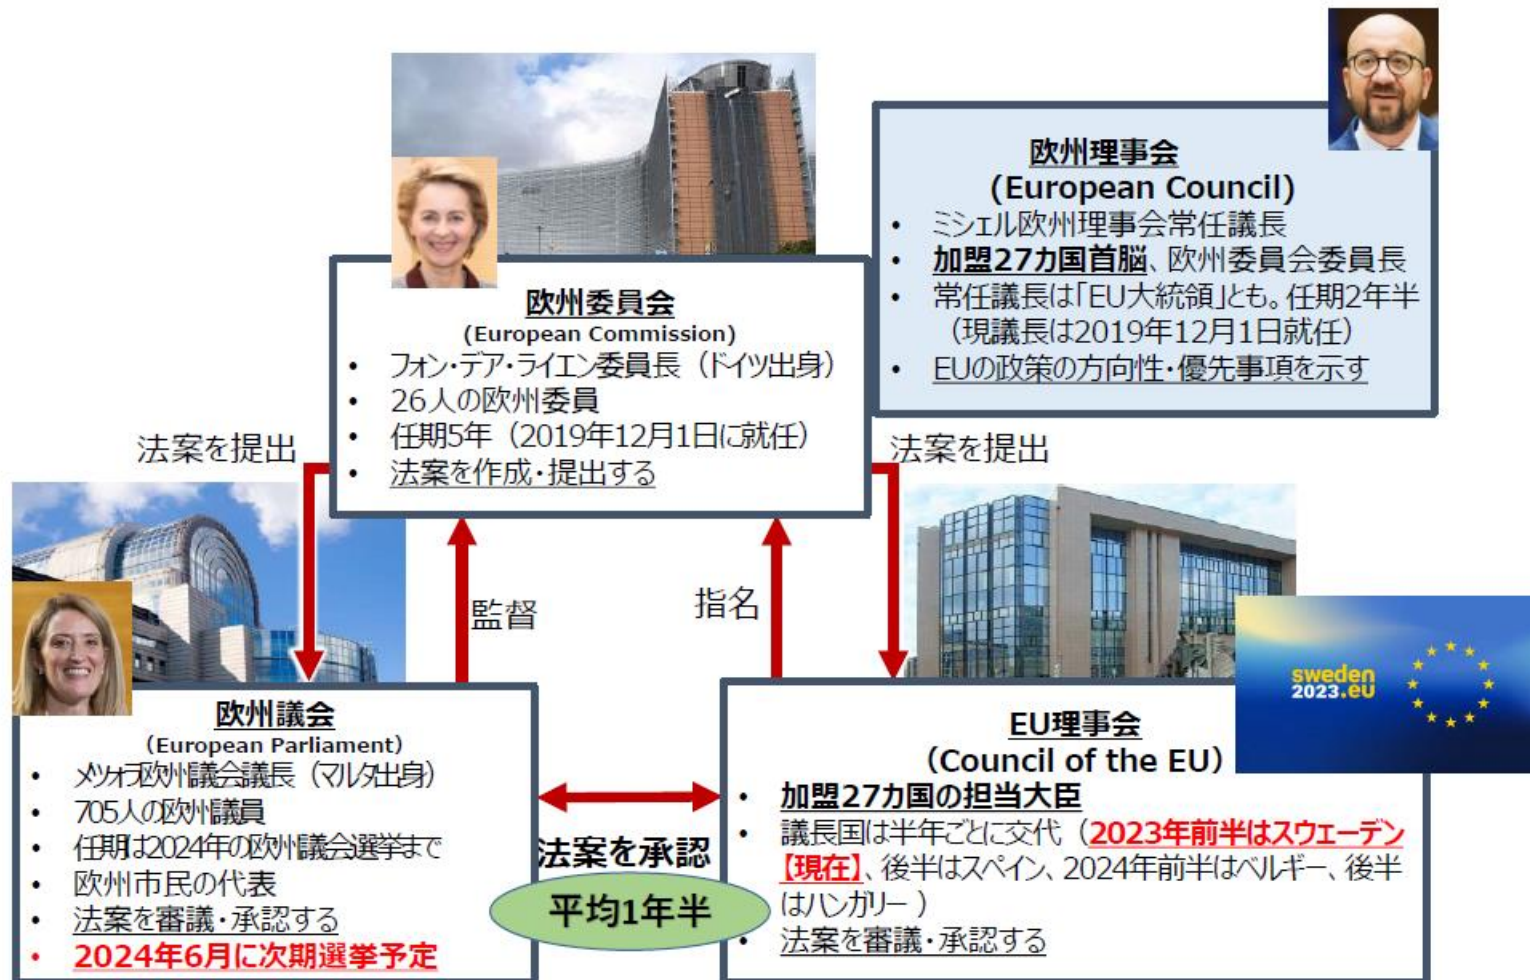 欧州理事会
(European Council)
• ミシェル欧州理事会常任議長
• 加盟27カ国首脳、欧州委員会委員長
• 常任議長は「EU大統領」とも。任期2年半
（現議長は2019年12月1日就任）
• EUの政策の方向性・優先事項を示す
欧州委員会
(European Commission)
• フォン・デア・ライエン委員長（ドイツ出身）
• 26人の欧州委員
• 任期5年（2019年12月1日に就任）
• 法案を作成・提出する
法案を提出
法案を提出
監督
指名
sweden
2023.eu
欧州議会
（European Parliament）
• メツォラ欧州議会議長（マルタ出身）
• 705人の欧州議員
• 任期は2024年の欧州議会選挙まで
• 欧州市民の代表
• 法案を審議・承認する
• 2024年6月に次期選挙予定
法案を承認
平均1年半
EU理事会
（Council of the EU）
• 加盟27カ国の担当大臣
• 議長国は半年ごとに交代（2023年前半はスウェーデン
【現在】、後半はスペイン、2024年前半はベルギー、後半
はハンガリー ）
• 法案を審議・承認する